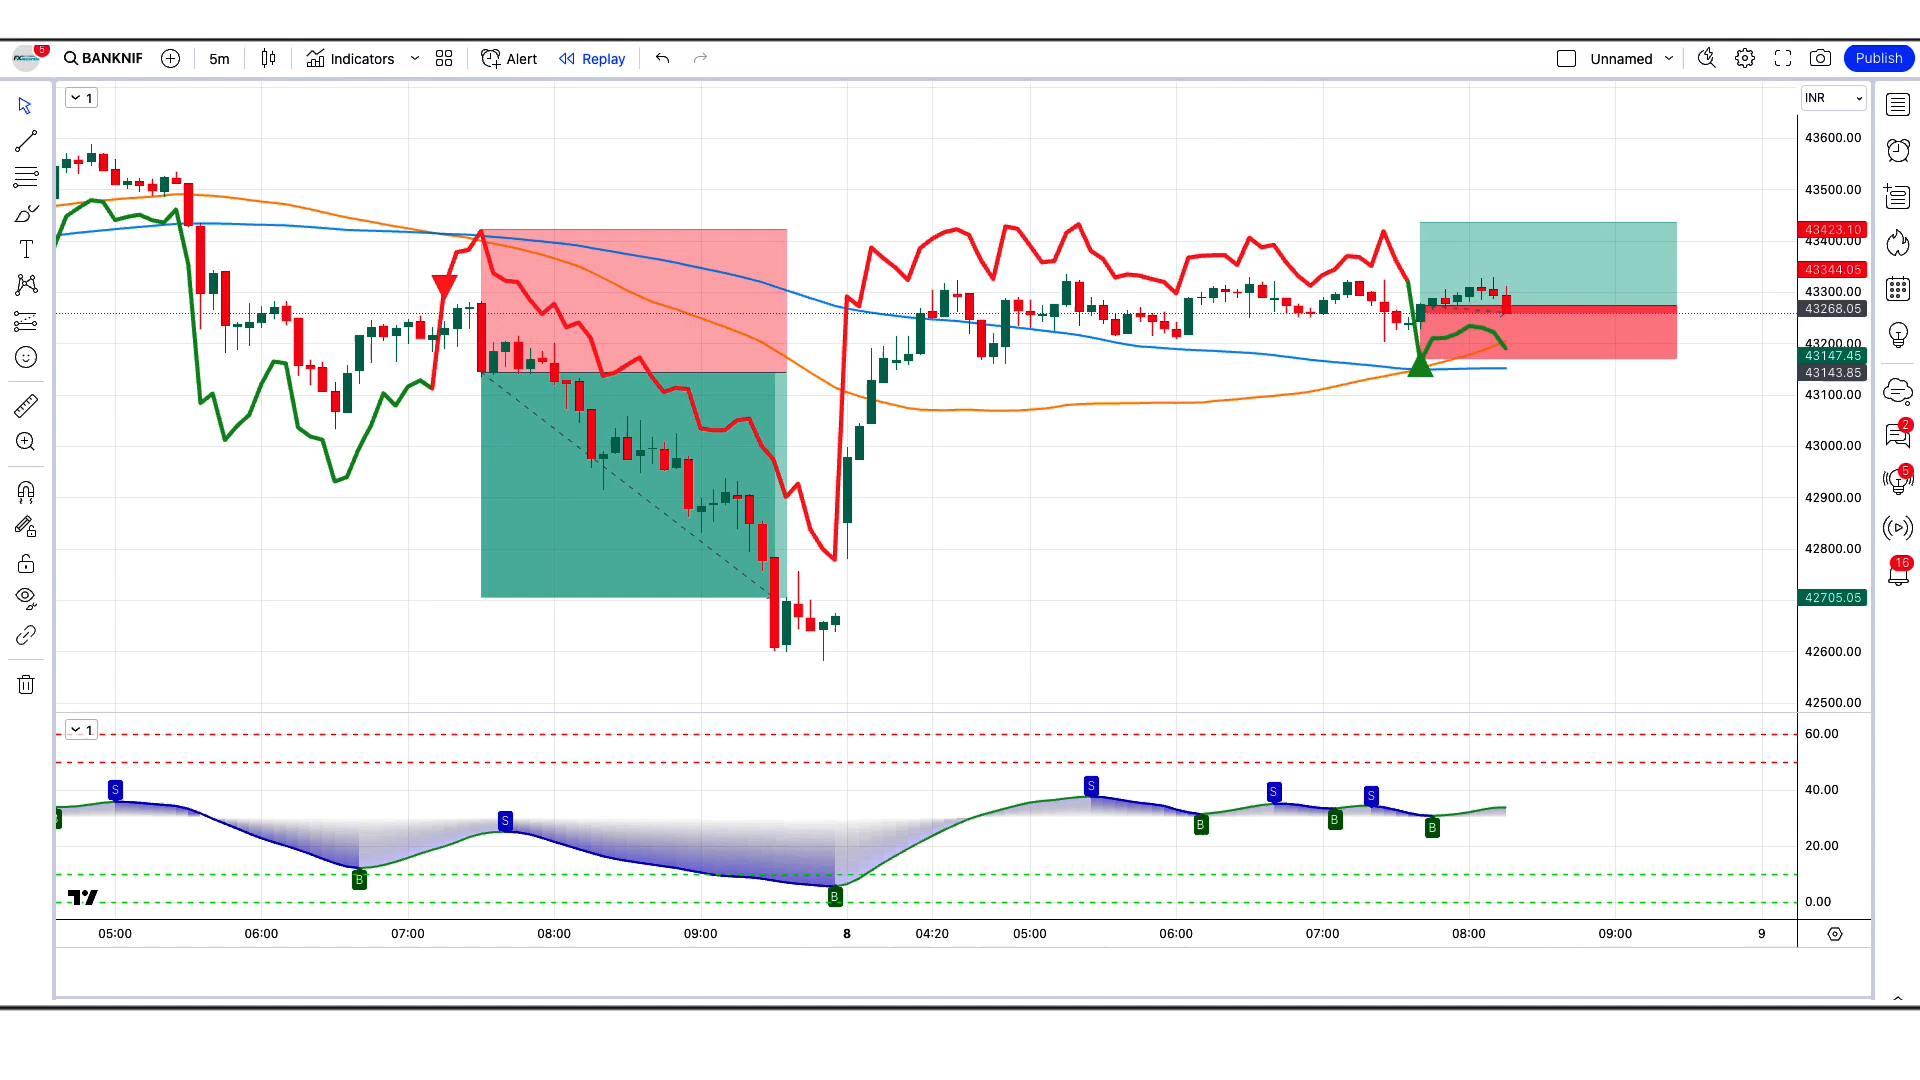 5
BANKNIF
5m
Indicators
Alert
Replay
Unnamed
Publish
1
INR
43600.00
43500.00
43423.10
43400.00
43344.05
43300.00
43268.05
43200.00
43147.45
43143.85
43100.00
43000.00
42900.00
42800.00
42705.05
42600.00
42500.00
2
5
16
T
1
60.00
40.00
20.00
0.00
S
S
S
S
S
B
B
B
B
B
05:00
06:00
07:00
08:00
09:00
8
04:20
05:00
06:00
07:00
08:00
09:00
9